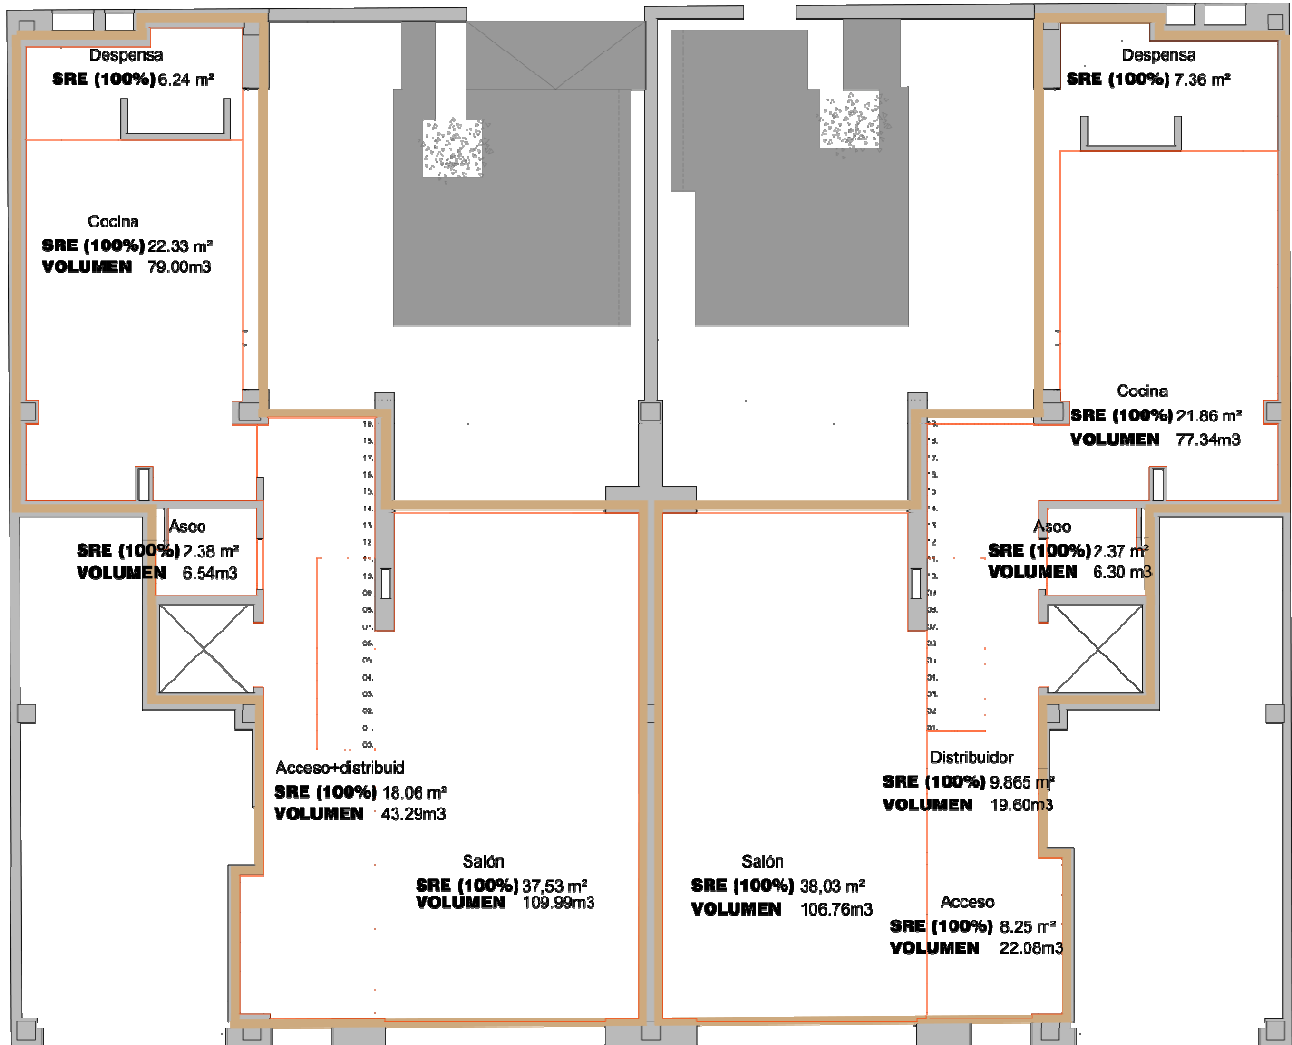 Despensa
SRE (100%) 6.24 m²
Despensa
SRE (100%) 7.36 m²
Cocina
SRE (100%) 22.33 m²
VOLUMEN 79.00m3
Cocina
SRE (100%) 21.86 m²
VOLUMEN 77.34m3
Aseo
SRE (100%) 2.38 m²
VOLUMEN 6.54m3
Aseo
SRE (100%) 2.37 m²
VOLUMEN 6.30 m3
Acceso+distribuid
SRE (100%) 18.06 m²
VOLUMEN 43.29m3
Distribuidor
SRE (100%) 9.865 m²
VOLUMEN 19.60m3
Salón
SRE (100%) 37,53 m²
VOLUMEN 109.99m3
Salón
SRE (100%) 38,03 m²
VOLUMEN 106.76m3
Acceso
SRE (100%) 8.25 m²
VOLUMEN 22.08m3